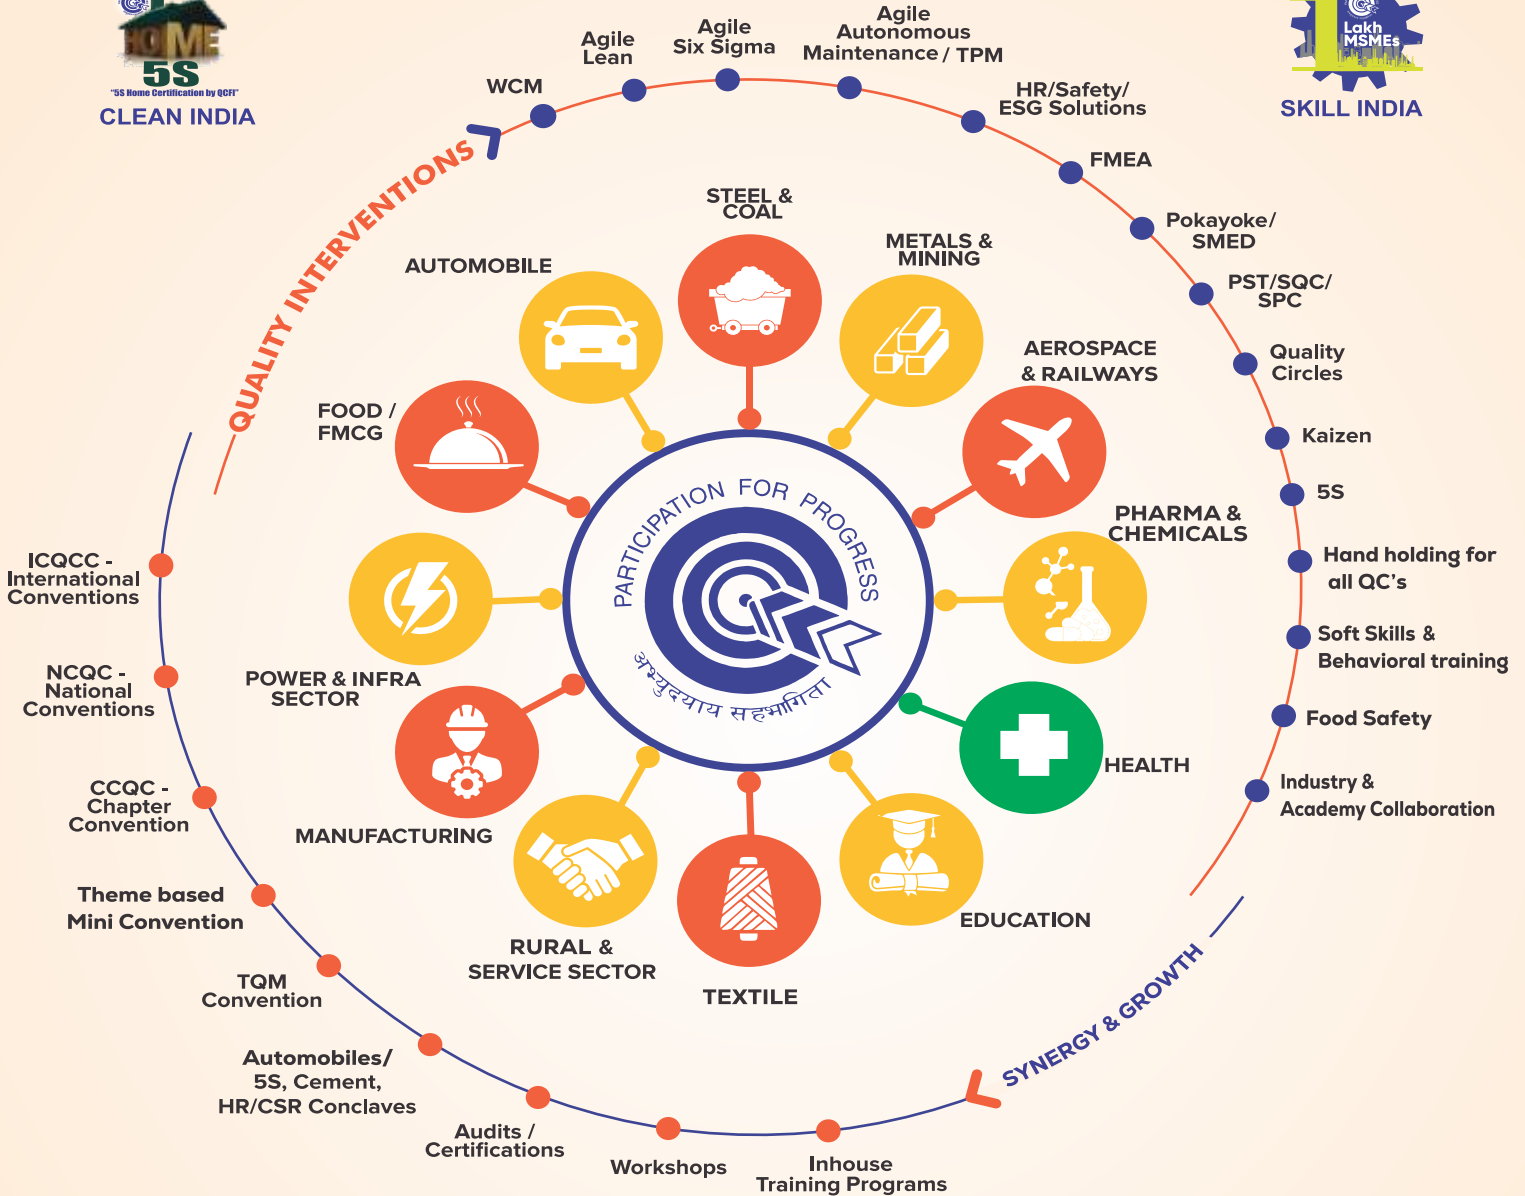 HOME
5S
"5S Home Certification by QCFI"
CLEAN INDIA
Lakh
MSMEs
SKILL INDIA
QUALITY INTERVENTIONS
WCM
Agile
Lean
Agile
Six Sigma
Agile
Autonomous
Maintenance / TPM
HR/Safety/
ESG Solutions
FMEA
Pokayoke/
SMED
PST/SQC/
SPC
Quality
Circles
Kaizen
5S
Hand holding for
all QC's
Soft Skills &
Behavioral training
Food Safety
Industry &
Academy Collaboration
SYNERGY & GROWTH
Inhouse
Training Programs
Workshops
Audits /
Certifications
Automobiles/
5S, Cement,
HR/CSR Conclaves
TQM
Convention
Theme based
Mini Convention
CCQC -
Chapter
Convention
NCQC -
National
Conventions
ICQCC -
International
Conventions
STEEL &
COAL
METALS &
MINING
AEROSPACE
& RAILWAYS
PHARMA &
CHEMICALS
HEALTH
EDUCATION
TEXTILE
RURAL &
SERVICE SECTOR
MANUFACTURING
POWER & INFRA
SECTOR
FOOD /
FMCG
AUTOMOBILE
PARTICIPATION FOR PROGRESS
अभ्युदयाय सहभागिता